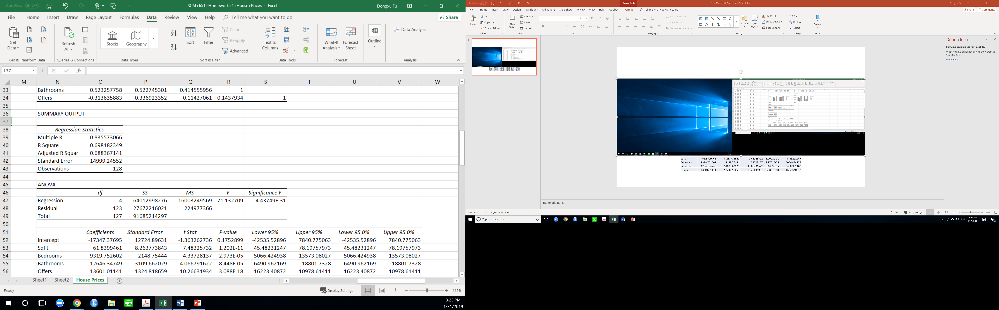 AutoSave Off
SCM+651+Homework+1+House+Prices - Excel
Dongxu Fu
File Home Insert Draw Page Layout Formulas Data Review View Help Tell me what you want to do
Share
Get Data
Refresh All
Stocks
Geography
Sort
Filter
Clear
Reapply
Advanced
Text to Columns
What-If Analysis
Forecast Sheet
Outline
Data Analysis
Get & Transform Data
Queries & Connections
Data Types
Sort & Filter
Data Tools
Forecast
Analysis
L37
fx
M N O P Q R S T U V W
33 Bathrooms 0.523257758 0.522745301 0.414555956 1
34 Offers -0.313635883 0.336923352 0.11427061 0.1437934 1
35
36 SUMMARY OUTPUT
37
38 Regression Statistics
39 Multiple R 0.835573066
40 R Square 0.698182349
41 Adjusted R Squar 0.688367141
42 Standard Error 14999.24552
43 Observations 128
44
45 ANOVA
46 df SS MS F Significance F
47 Regression 4 64012998276 16003249569 71.132709 4.43749E-31
48 Residual 123 27672216021 224977366
49 Total 127 91685214297
50
51 Coefficients Standard Error t Stat P-value Lower 95% Upper 95% Lower 95.0% Upper 95.0%
52 Intercept -17347.37695 12724.89631 -1.363262736 0.1752899 -42535.52896 7840.775063 -42535.52896 7840.775063
53 SqFt 61.8399461 8.263773843 7.48325732 1.202E-11 45.48231247 78.19757973 45.48231247 78.19757973
54 Bedrooms 9319.752602 2148.75444 4.33728137 2.973E-05 5066.424938 13573.08027 5066.424938 13573.08027
55 Bathrooms 12646.34749 3109.662029 4.066791622 8.448E-05 6490.962169 18801.7328 6490.962169 18801.7328
56 Offers -13601.01141 1324.818659 -10.26631934 3.088E-18 -16223.40872 -10978.61411 -16223.40872 -10978.61411
Sheet1 Sheet2 House Prices
Ready
Display Settings
115%
3:25 PM
1/31/2019
AutoSave Off
Picture Tools
New Microsoft PowerPoint Presentation
Dongxu Fu
File Home Insert Draw Design Transitions Animations Slide Show Review View Help Acrobat Format Tell me what you want to do
Share
Comments
Paste
Cut
Copy
Format Painter
New Slide
Layout
Reset
Section
11
Text Direction
Align Text
Convert to SmartArt
Arrange
Quick Styles
Shape Fill
Shape Outline
Shape Effects
Find
Replace
Select
Dictate
Clipboard
Slides
Font
Paragraph
Drawing
Editing
Voice
1
Design Ideas
Sorry, no design ideas for this slide.
When we have design ideas, we'll show them to
you right here.
Learn more
SqFt 61.8399461 8.263773843 7.48325732 1.2021E-11 45.48231247
Bedrooms 9319.752602 2148.75444 4.33728137 2.9731E-05 5066.424938
Bathrooms 12646.34749 3109.662029 4.066791622 8.4485E-05 6490.962169
Offers -13601.01141 1324.818659 -10.26631934 3.0884E-18 -16223.40872
Tap to add notes
Slide 1 of 1
English (United States)
Notes
Display Settings
100%
Type here to search
ENG
3:25 PM
1/31/2019